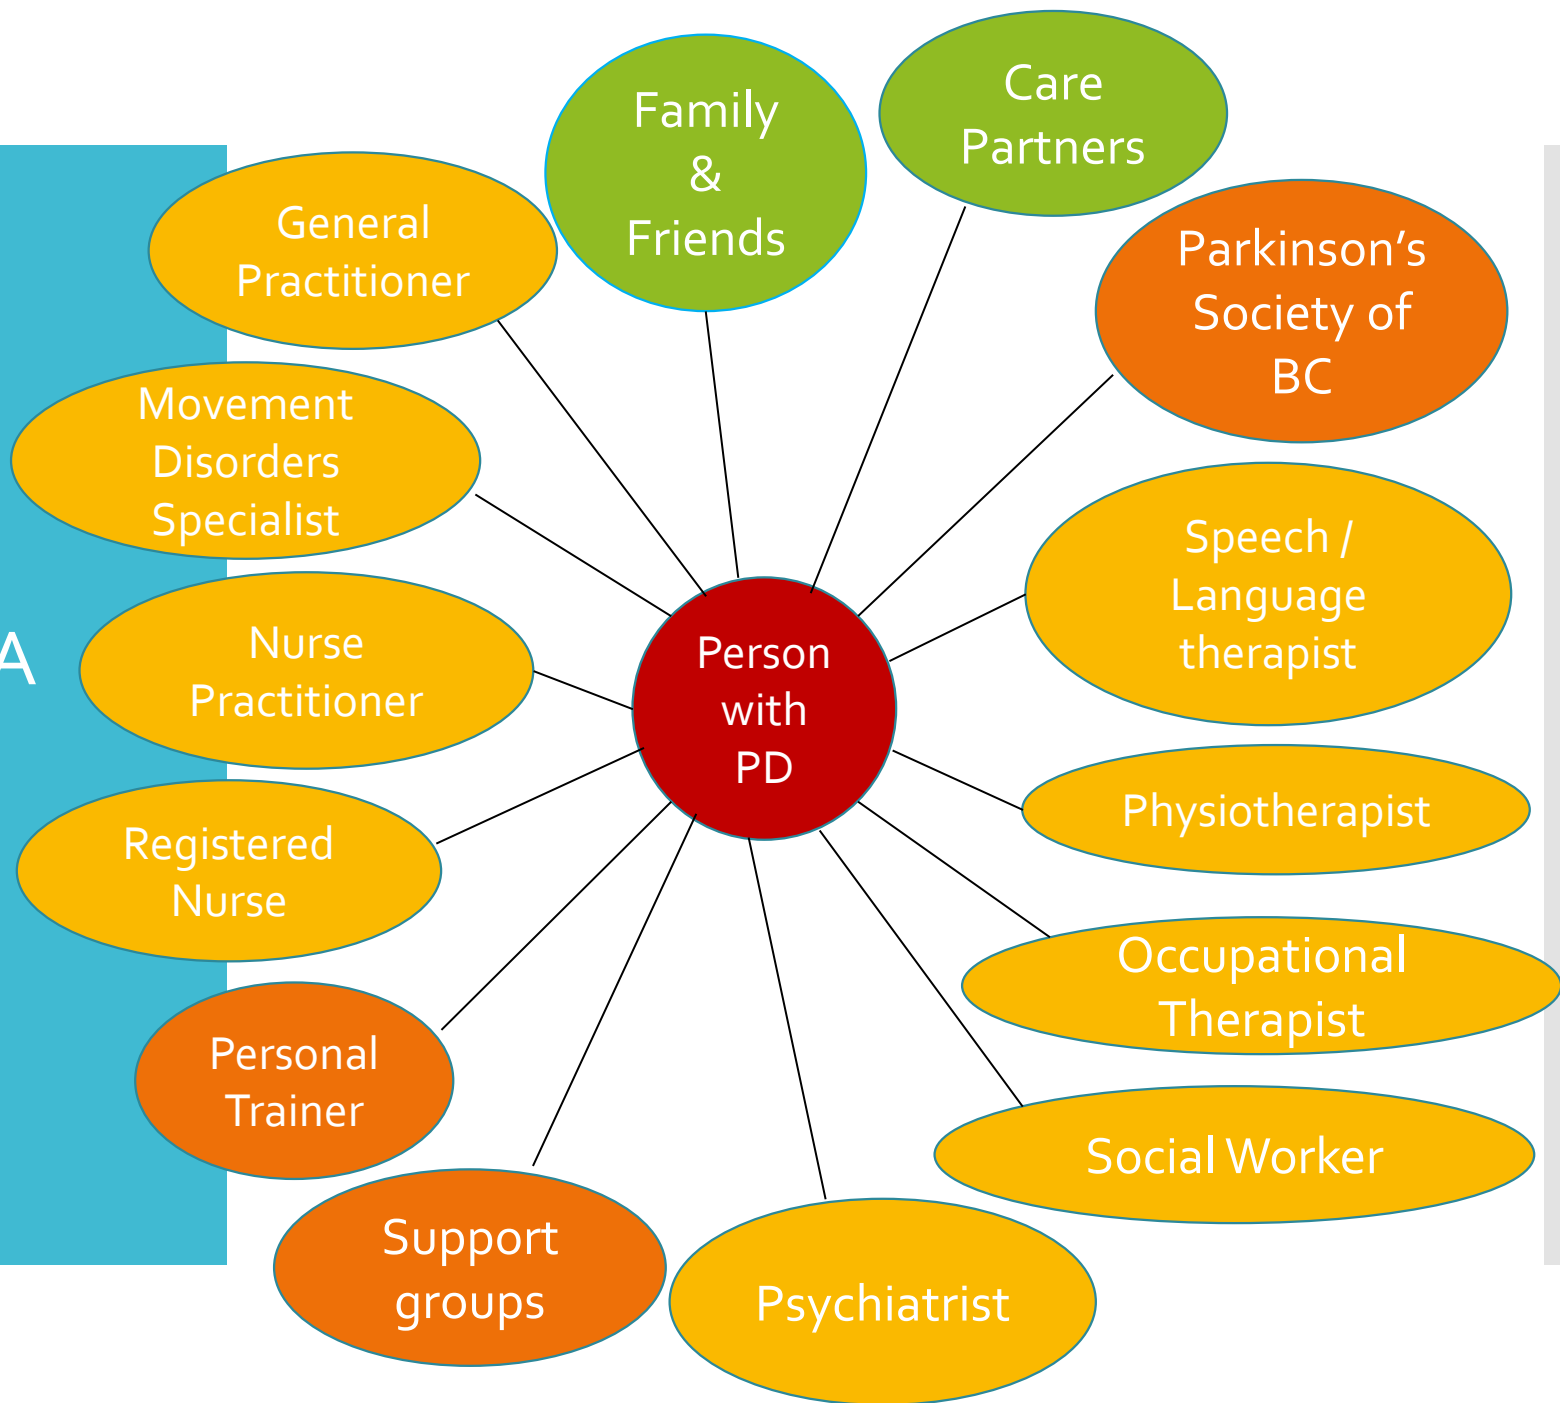 Family
&
Friends
Care
Partners
General
Practitioner
Parkinson's
Society of
BC
Movement
Disorders
Specialist
Speech /
Language
therapist
A
Nurse
Practitioner
Person
with
PD
Physiotherapist
Registered
Nurse
Occupational
Therapist
Personal
Trainer
Social Worker
Support
groups
Psychiatrist